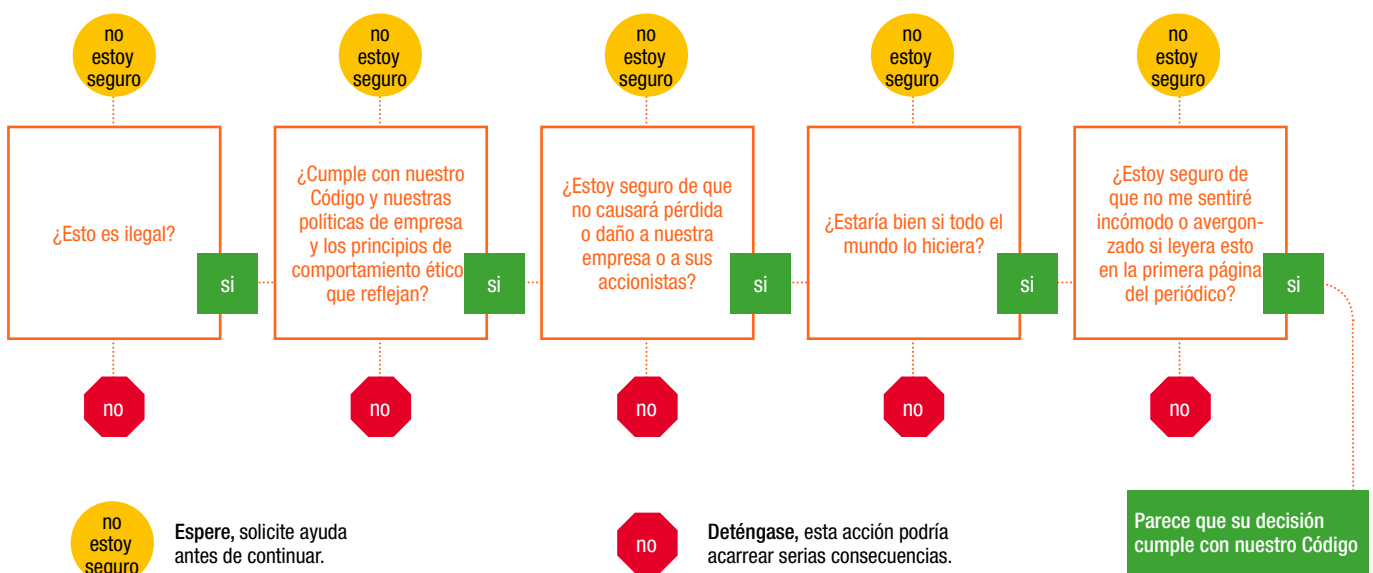 no
estoy
seguro
no
estoy
seguro
no
estoy
seguro
no
estoy
seguro
no
estoy
seguro
¿Esto es ilegal?
si
¿Cumple con nuestro
Código y nuestras
políticas de empresa
y los principios de
comportamiento ético
que reflejan?
si
¿Estoy seguro de que
no causará pérdida
o daño a nuestra
empresa o a sus
accionistas?
si
¿Estaría bien si todo el
mundo lo hiciera?
si
¿Estoy seguro de
que no me sentiré
incómodo o avergon-
zado si leyera esto
en la primera página
del periódico?
si
no
no
no
no
no
no
estoy
seguro
Espere, solicite ayuda
antes de continuar.
no
Deténgase, esta acción podría
acarrear serias consecuencias.
Parece que su decisión
cumple con nuestro Código